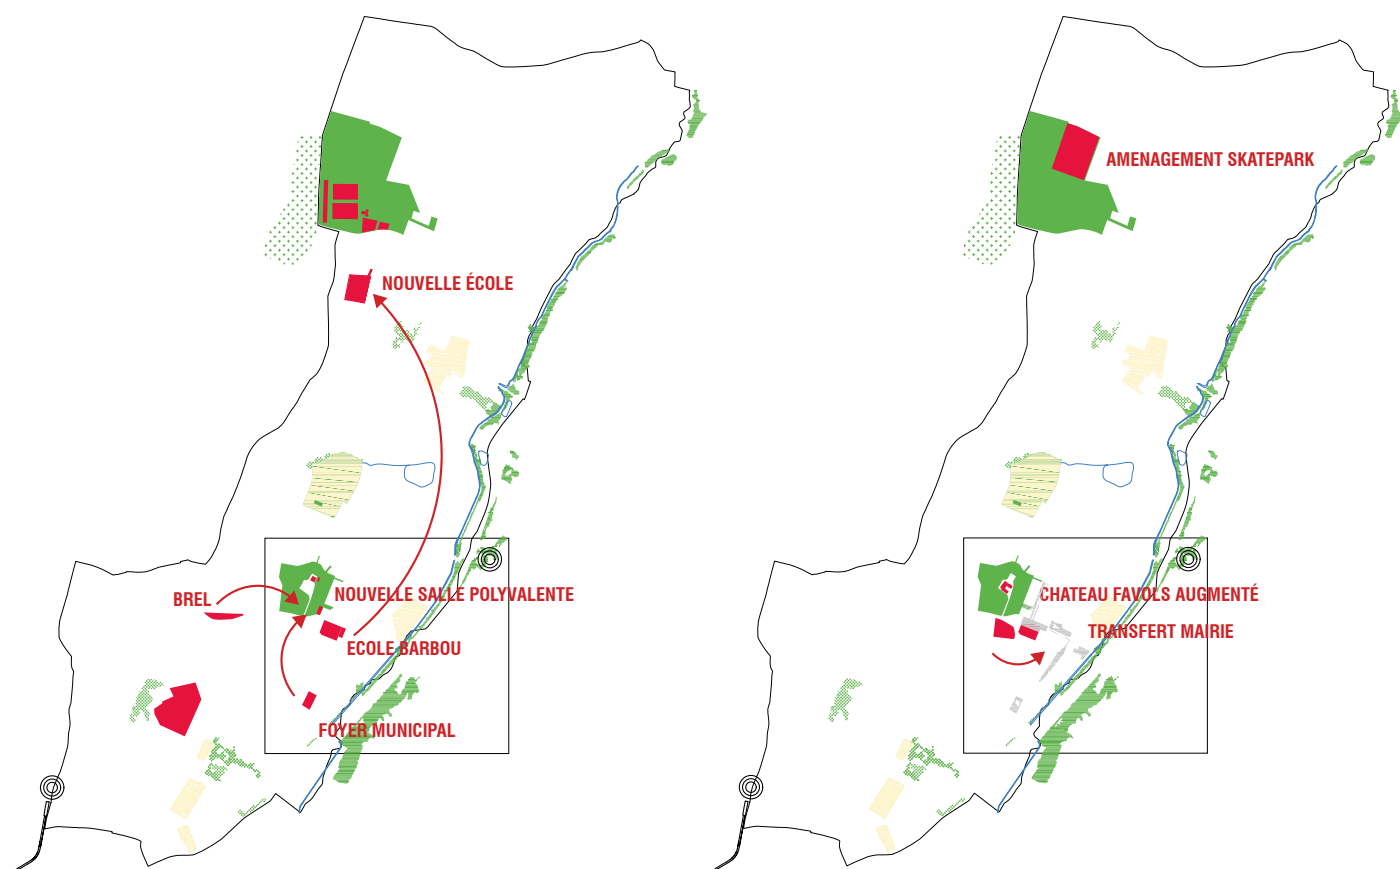 NOUVELLE ÉCOLE
BREL
NOUVELLE SALLE POLYVALENTE
ECOLE BARBOU
FOYER MUNICIPAL
AMENAGEMENT SKATEPARK
CHATEAU FAVOLS AUGMENTÉ
TRANSFERT MAIRIE